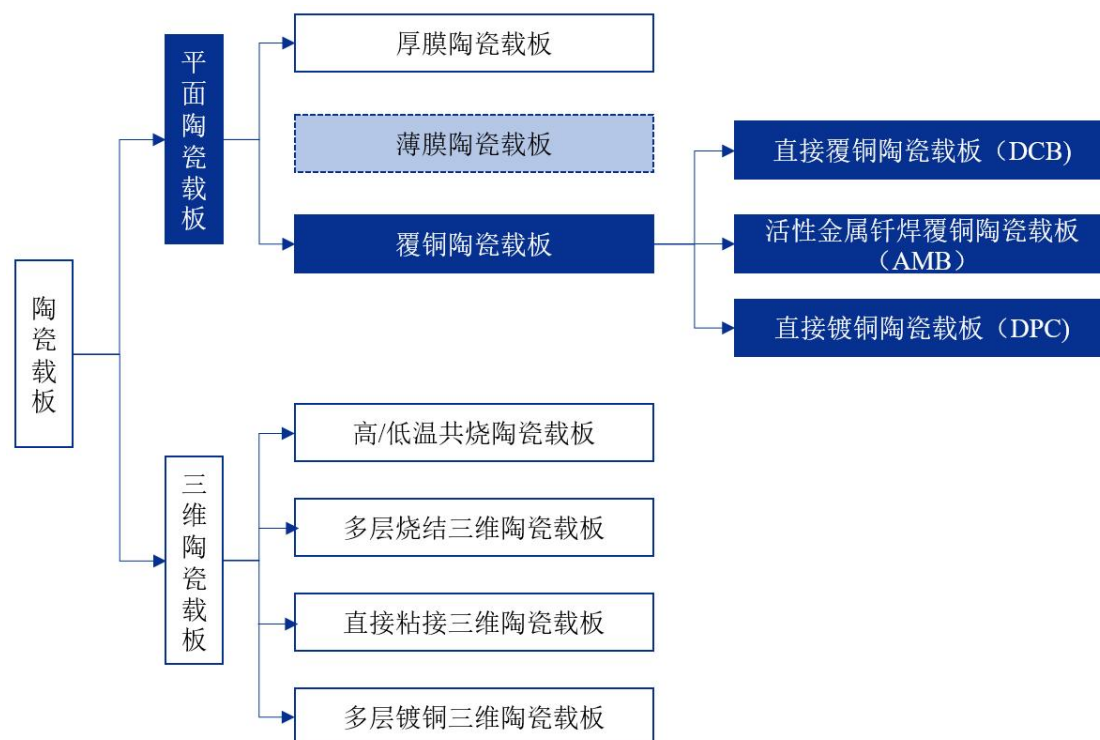 陶瓷载板
平面陶瓷载板
厚膜陶瓷载板
薄膜陶瓷载板
覆铜陶瓷载板
直接覆铜陶瓷载板（DCB)
活性金属钎焊覆铜陶瓷载板
（AMB）
直接镀铜陶瓷载板（DPC)
三维陶瓷载板
高/低温共烧陶瓷载板
多层烧结三维陶瓷载板
直接粘接三维陶瓷载板
多层镀铜三维陶瓷载板